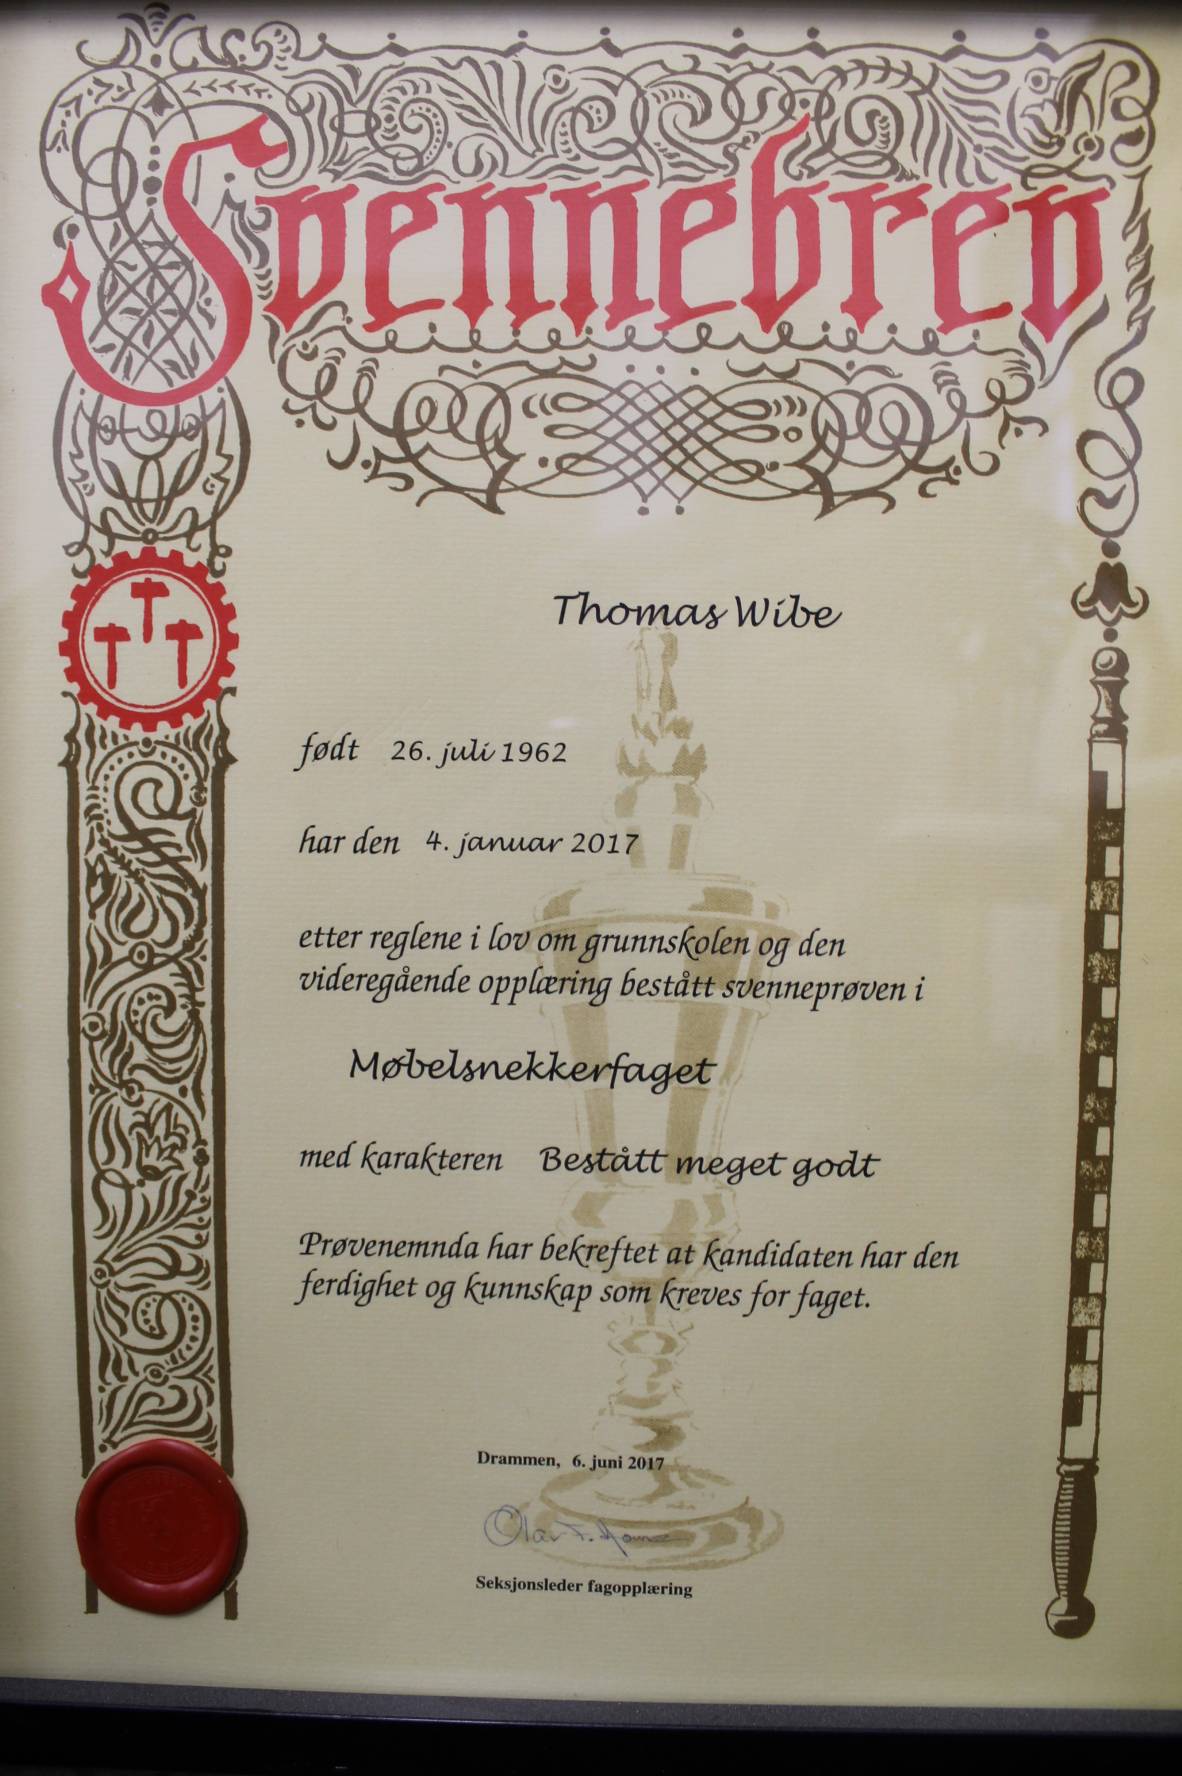 Svennebrev
Thomas Wibe
født 26. juli 1962
har den 4. januar 2017
etter reglene i lov om grunnskolen og den
videregående opplæring bestått svenneprøven i
Møbelsnekkerfaget
med karakteren Bestått meget godt
Prøvenemnda har bekreftet at kandidaten har den
ferdighet og kunnskap som kreves for faget.
Drammen, 6. juni 2017
Seksjonsleder fagopplæring